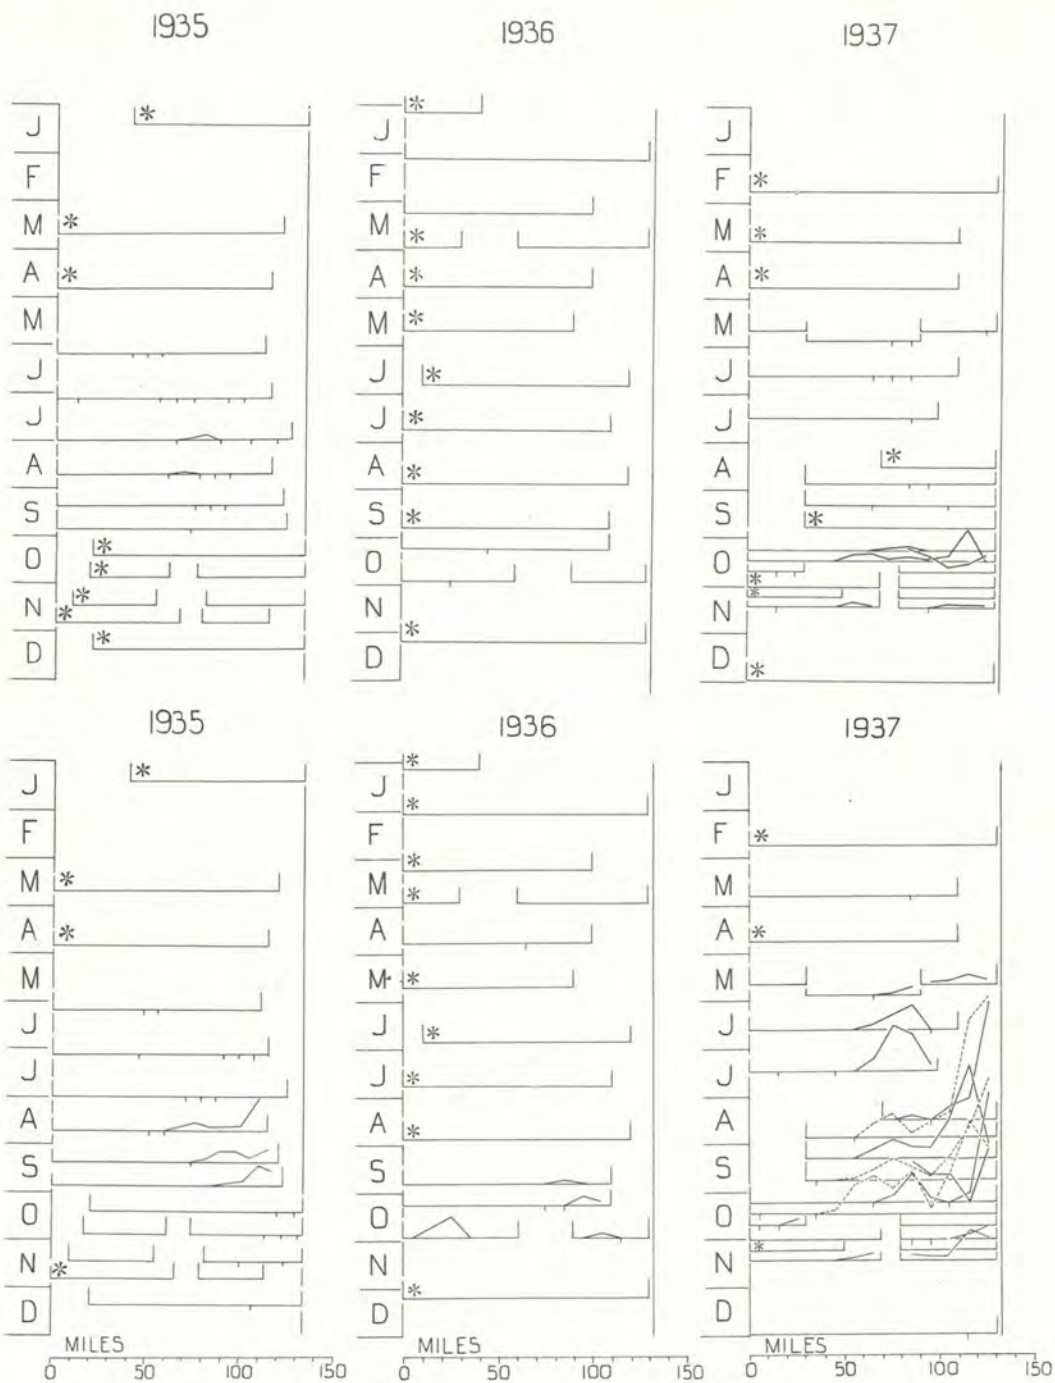 1935 1936 1937
J J J
F F F
M M M
A A A
M M M
J J J
J J J
A A A
S S S
O O O
N N N
D D D
1935 1936 1937
J J J
F F F
M M M
A A A
M M M
J J J
J J J
A A A
S S S
O O O
N N N
D D D
MILES MILES MILES
0 50 100 150 0 50 100 150 0 50 100 150